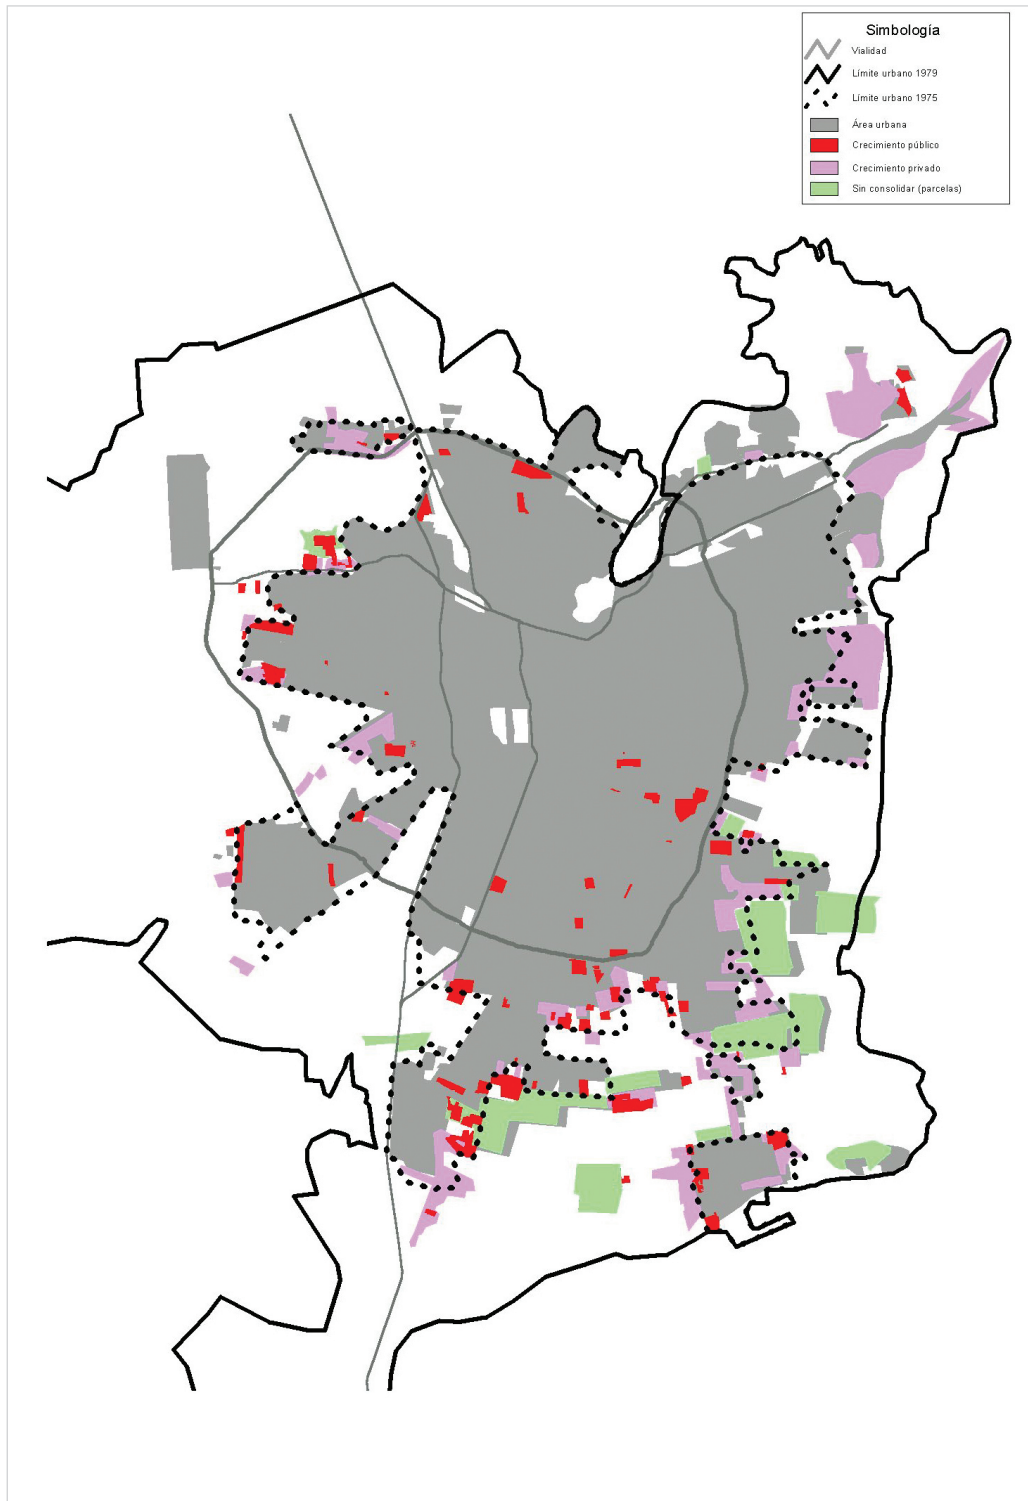 Simbología
Vialidad
Límite urbano 1979
Límite urbano 1975
Área urbana
Crecimiento público
Crecimiento privado
Sin consolidar (parcelas)